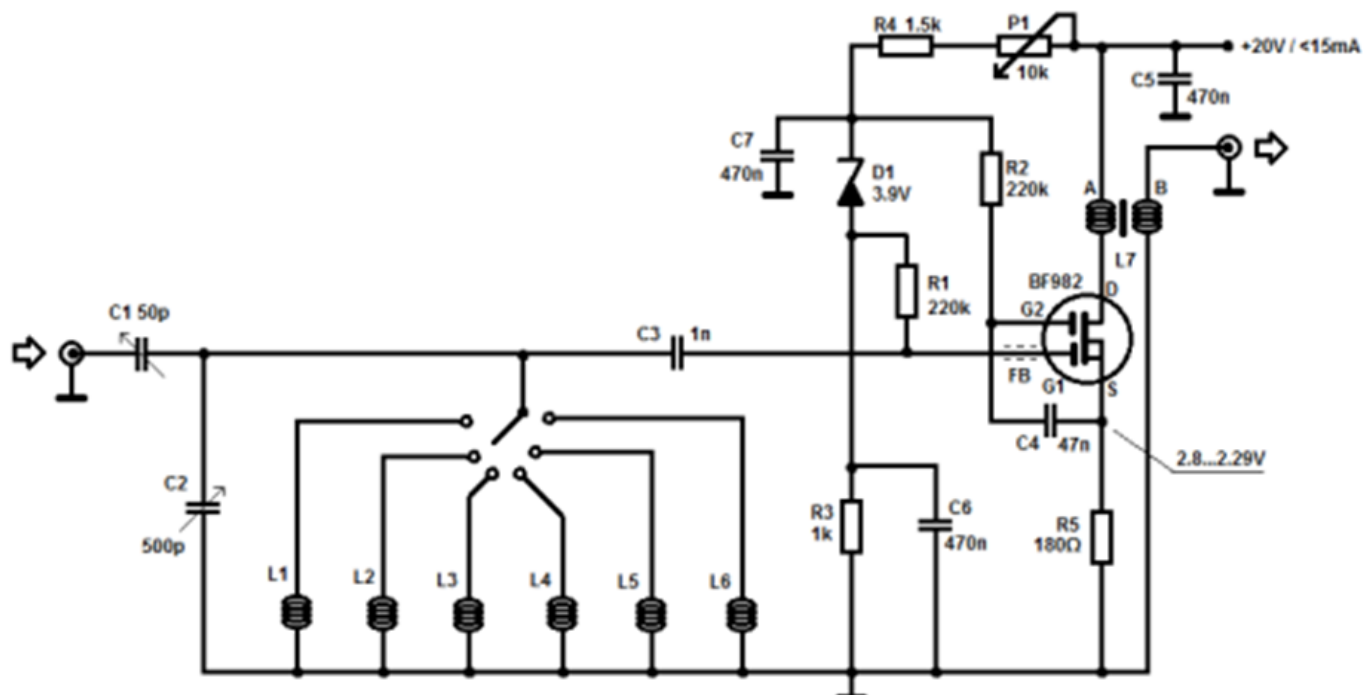 R4 1.5k
P1
10k
+20V / <15mA
C5
470n
C7
470n
D1
3.9V
R2
220k
A
B
L7
R1
220k
BF982
D
G2
C1 50p
C3
1n
FB
G1
S
C4
47n
2.8...2.29V
C2
500p
R3
1k
C6
470n
R5
180Ω
L1
L2
L3
L4
L5
L6